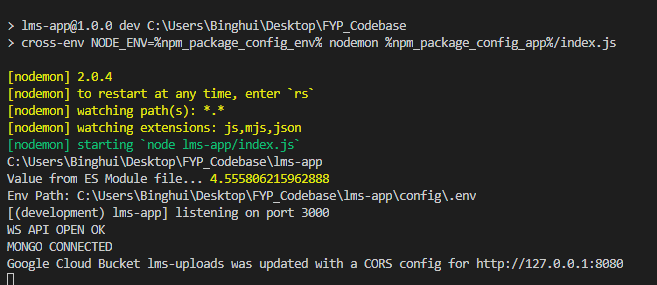 > lms-app@1.0.0 dev C:\Users\Binghui\Desktop\FYP_Codebase
> cross-env NODE_ENV=%npm_package_config_env% nodemon %npm_package_config_app%/index.js
[nodemon] 2.0.4
[nodemon] to restart at any time, enter `rs`
[nodemon] watching path(s): *.*
[nodemon] watching extensions: js,mjs,json
[nodemon] starting `node lms-app/index.js`
C:\Users\Binghui\Desktop\FYP_Codebase\lms-app
Value from ES Module file... 4.555806215962888
Env Path: C:\Users\Binghui\Desktop\FYP_Codebase\lms-app\config\.env
[(development) lms-app] listening on port 3000
WS API OPEN OK
MONGO CONNECTED
Google Cloud Bucket lms-uploads was updated with a CORS config for http://127.0.0.1:8080